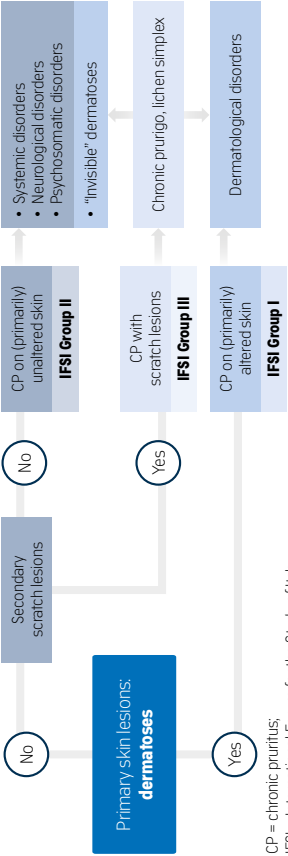 Primary skin lesions:
dermatoses
No
Yes
Secondary
scratch lesions
No
Yes
CP on (primarily)
unaltered skin
IFSI Group II
CP with
scratch lesions
IFSI Group III
CP on (primarily)
altered skin
IFSI Group I
• Systemic disorders
• Neurological disorders
• Psychosomatic disorders
• "Invisible" dermatoses
Chronic prurigo, lichen simplex
Dermatological disorders
CP = chronic pruritus;